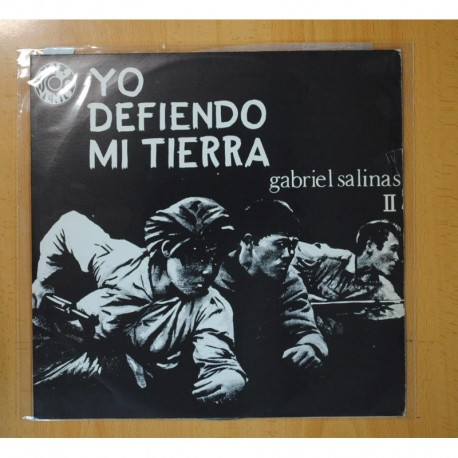 YO
DEFIENDO
MI TIERRA
gabriel salinas
II